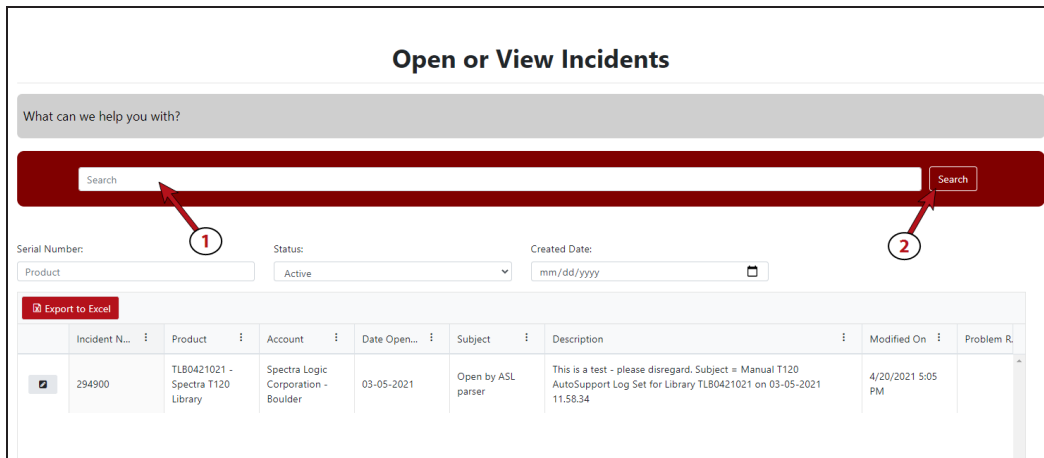 Open or View Incidents
What can we help you with?
Search
Search
1
2
Serial Number:
Status:
Created Date:
Product
Active
mm/dd/yyyy
Export to Excel
Incident N...
Product
Account
Date Open...
Subject
Description
Modified On
Problem R.
294900
TLB0421021 -
Spectra T120
Library
Spectra Logic
Corporation -
Boulder
03-05-2021
Open by ASL
parser
This is a test - please disregard. Subject = Manual T120
AutoSupport Log Set for Library TLB0421021 on 03-05-2021
11.58.34
4/20/2021 5:05
PM